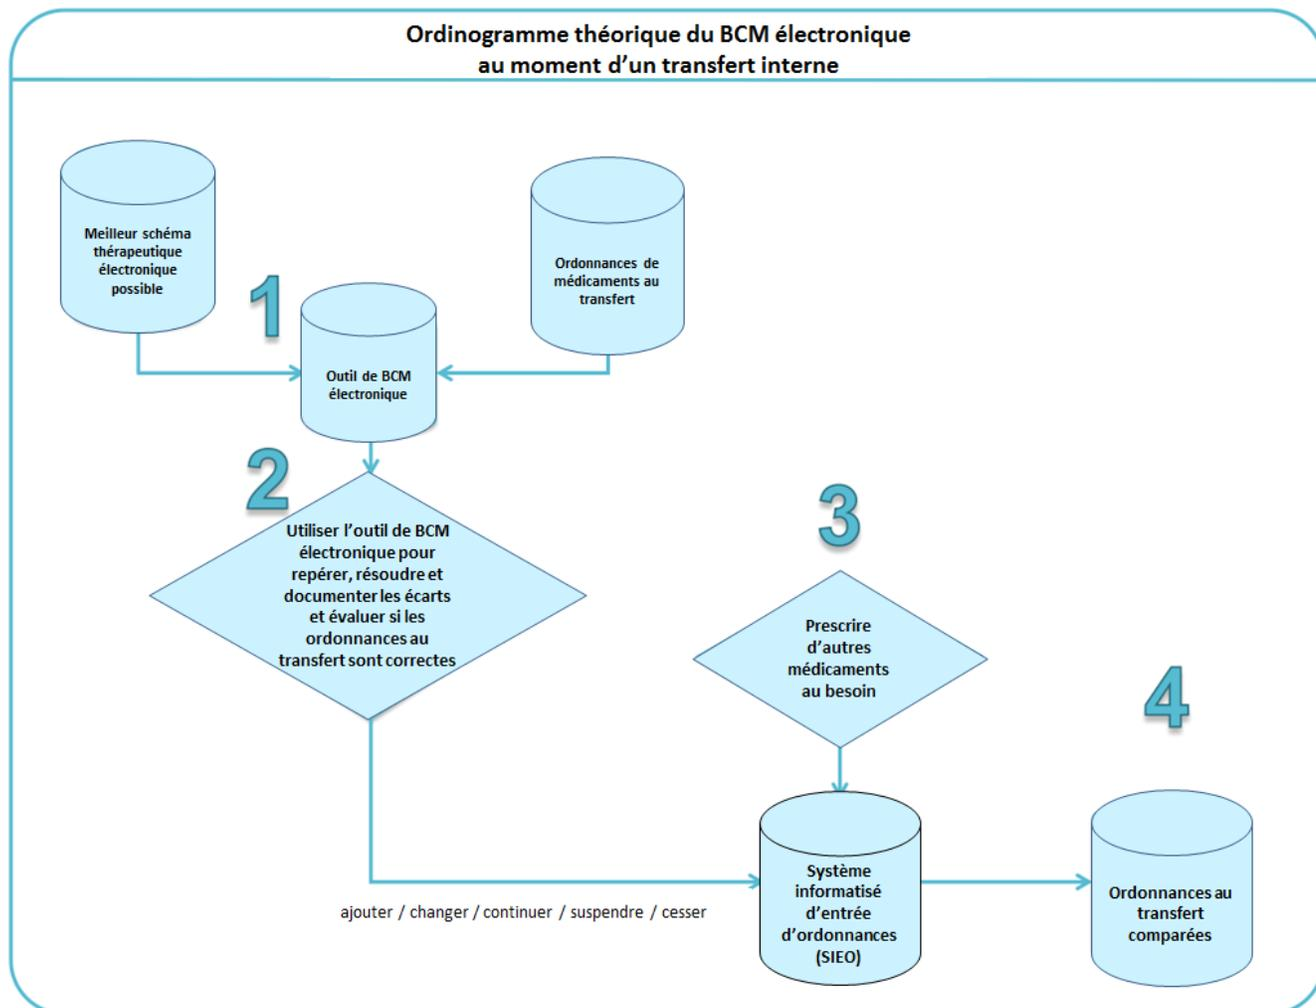 Ordinogramme théorique du BCM électronique
au moment d'un transfert interne
Meilleur schéma
thérapeutique
électronique
possible
Ordonnances de
médicaments au
transfert
1
Outil de BCM
électronique
2
Utiliser l'outil de BCM
électronique pour
repérer, résoudre et
documenter les écarts
et évaluer si les
ordonnances au
transfert sont correctes
3
Prescrire
d'autres
médicaments
au besoin
4
ajouter / changer / continuer / suspendre / cesser
Système
informatisé
d'entrée
d'ordonnances
(SIEO)
Ordonnances au
transfert
comparées